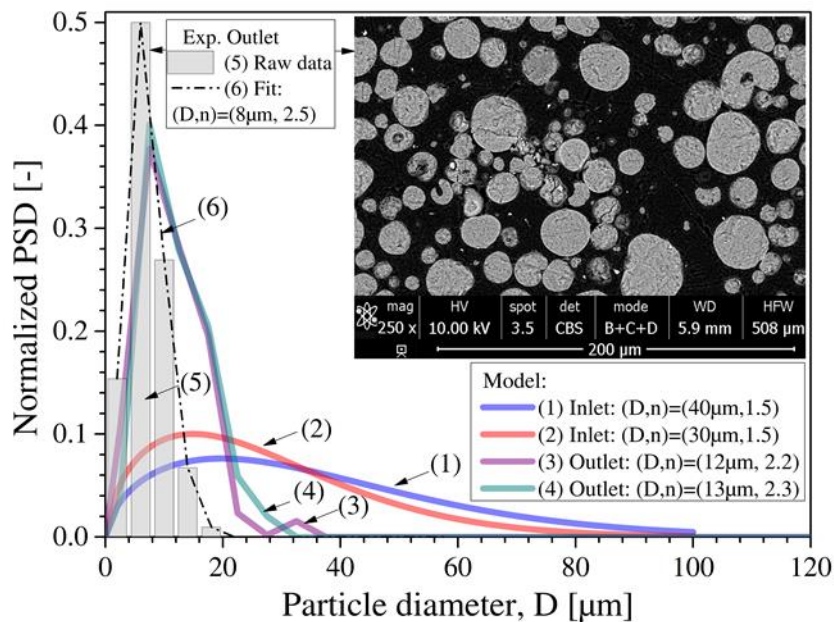 Normalized PSD [-]
0.5
0.4
0.3
0.2
0.1
0.0
0
20
40
60
80
100
120
Particle diameter, D [μm]
Exp. Outlet
(5) Raw data
(6) Fit:
(D,n)=(8μm, 2.5)
(6)
(5)
(2)
(1)
(4)
(3)
mag
250 x
HV
10.00 kV
spot
3.5
det
CBS
mode
B+C+D
WD
5.9 mm
HFW
508 μm
200 μm
Model:
(1) Inlet: (D,n)=(40μm,1.5)
(2) Inlet: (D,n)=(30μm,1.5)
(3) Outlet: (D,n)=(12μm, 2.2)
(4) Outlet: (D,n)=(13μm, 2.3)